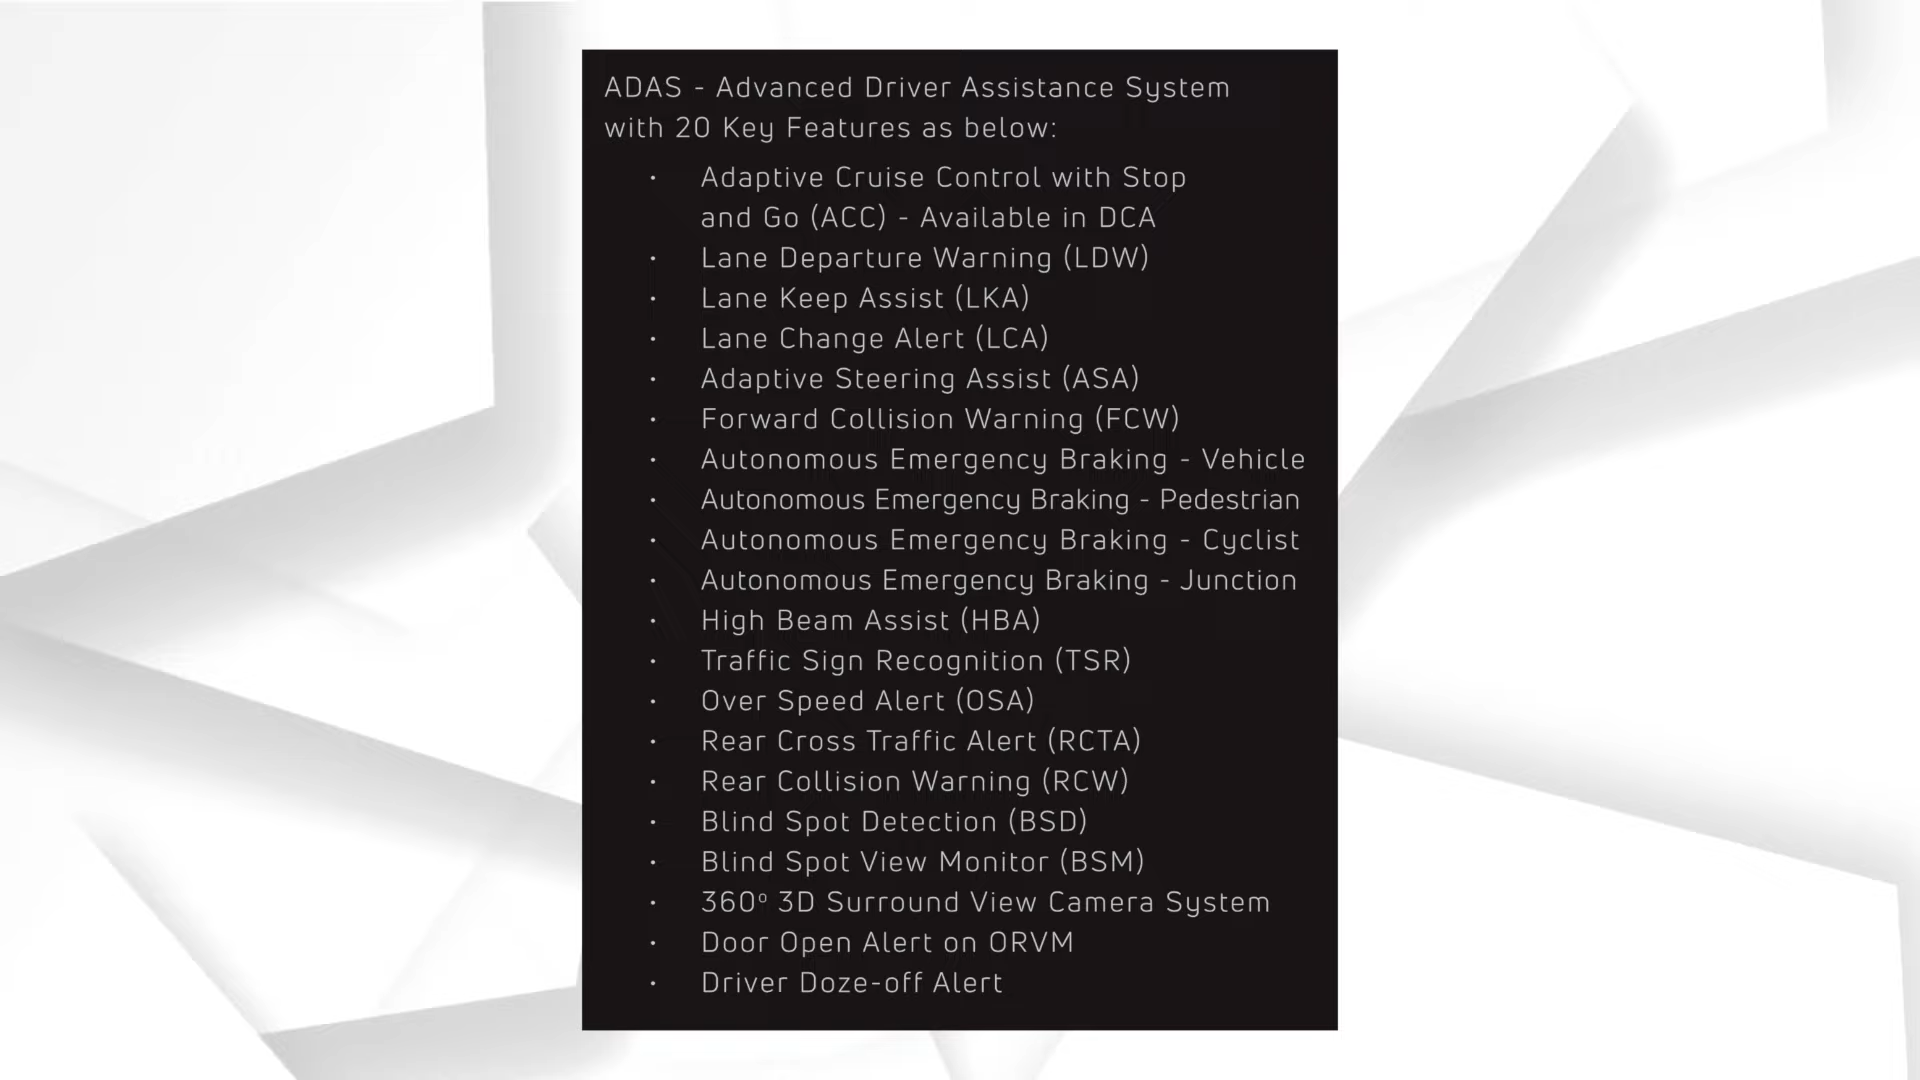 ADAS - Advanced Driver Assistance System
with 20 Key Features as below:
• Adaptive Cruise Control with Stop
and Go (ACC) - Available in DCA
• Lane Departure Warning (LDW)
• Lane Keep Assist (LKA)
• Lane Change Alert (LCA)
• Adaptive Steering Assist (ASA)
• Forward Collision Warning (FCW)
• Autonomous Emergency Braking - Vehicle
• Autonomous Emergency Braking - Pedestrian
• Autonomous Emergency Braking - Cyclist
• Autonomous Emergency Braking - Junction
• High Beam Assist (HBA)
• Traffic Sign Recognition (TSR)
• Over Speed Alert (OSA)
• Rear Cross Traffic Alert (RCTA)
• Rear Collision Warning (RCW)
• Blind Spot Detection (BSD)
• Blind Spot View Monitor (BSM)
• 360º 3D Surround View Camera System
• Door Open Alert on ORVM
• Driver Doze-off Alert